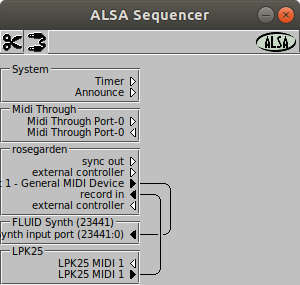 ALSA Sequencer
ALSA
System
Timer
Announce
Midi Through
Midi Through Port-0
Midi Through Port-0
rosegarden
sync out
external controller
1 - General MIDI Device
record in
external controller
FLUID Synth (23441)
ynth input port (23441:0)
LPK25
LPK25 MIDI 1
LPK25 MIDI 1